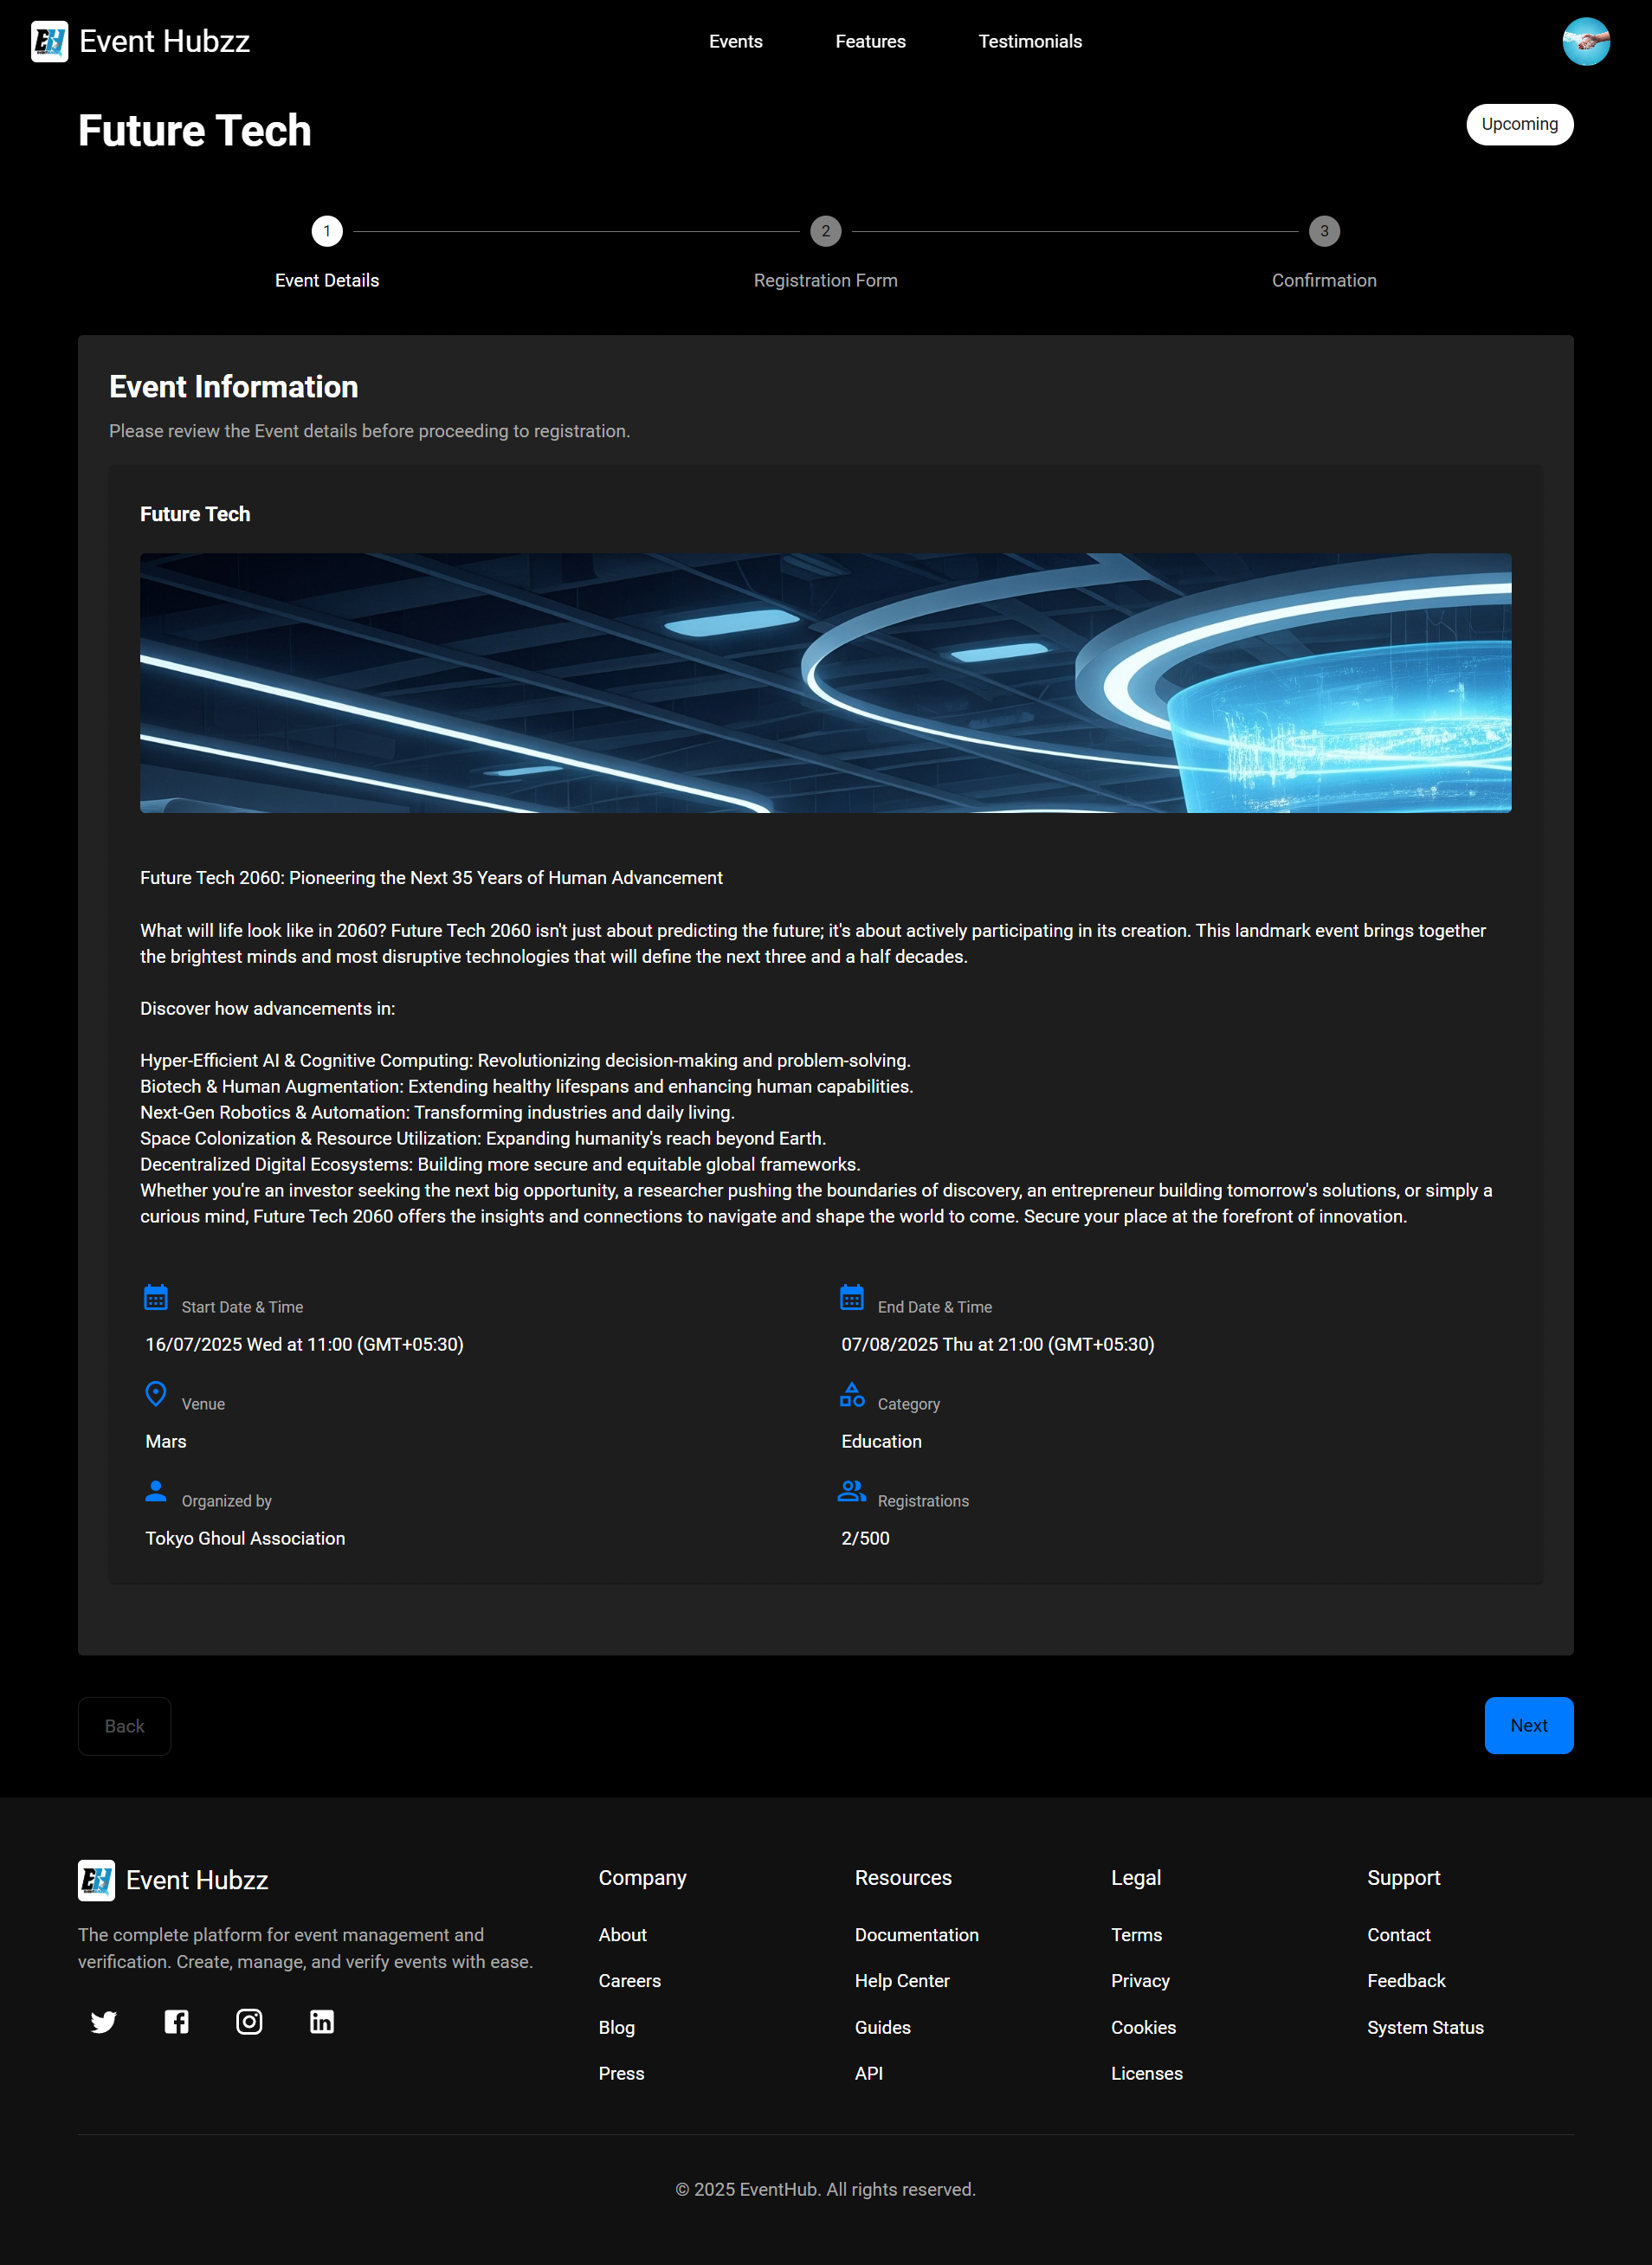 EH Event Hubzz
Events
Features
Testimonials
Future Tech
Upcoming
1
2
3
Event Details
Registration Form
Confirmation
Event Information
Please review the Event details before proceeding to registration.
Future Tech
Future Tech 2060: Pioneering the Next 35 Years of Human Advancement
What will life look like in 2060? Future Tech 2060 isn't just about predicting the future; it's about actively participating in its creation. This landmark event brings together
the brightest minds and most disruptive technologies that will define the next three and a half decades.
Discover how advancements in:
Hyper-Efficient AI & Cognitive Computing: Revolutionizing decision-making and problem-solving.
Biotech & Human Augmentation: Extending healthy lifespans and enhancing human capabilities.
Next-Gen Robotics & Automation: Transforming industries and daily living.
Space Colonization & Resource Utilization: Expanding humanity's reach beyond Earth.
Decentralized Digital Ecosystems: Building more secure and equitable global frameworks.
Whether you're an investor seeking the next big opportunity, a researcher pushing the boundaries of discovery, an entrepreneur building tomorrow's solutions, or simply a
curious mind, Future Tech 2060 offers the insights and connections to navigate and shape the world to come. Secure your place at the forefront of innovation.
Start Date & Time
16/07/2025 Wed at 11:00 (GMT+05:30)
End Date & Time
07/08/2025 Thu at 21:00 (GMT+05:30)
Venue
Mars
Category
Education
Organized by
Tokyo Ghoul Association
Registrations
2/500
Back
Next
EH Event Hubzz
The complete platform for event management and
verification. Create, manage, and verify events with ease.
Company
About
Careers
Blog
Press
Resources
Documentation
Help Center
Guides
API
Legal
Terms
Privacy
Cookies
Licenses
Support
Contact
Feedback
System Status
© 2025 EventHub. All rights reserved.